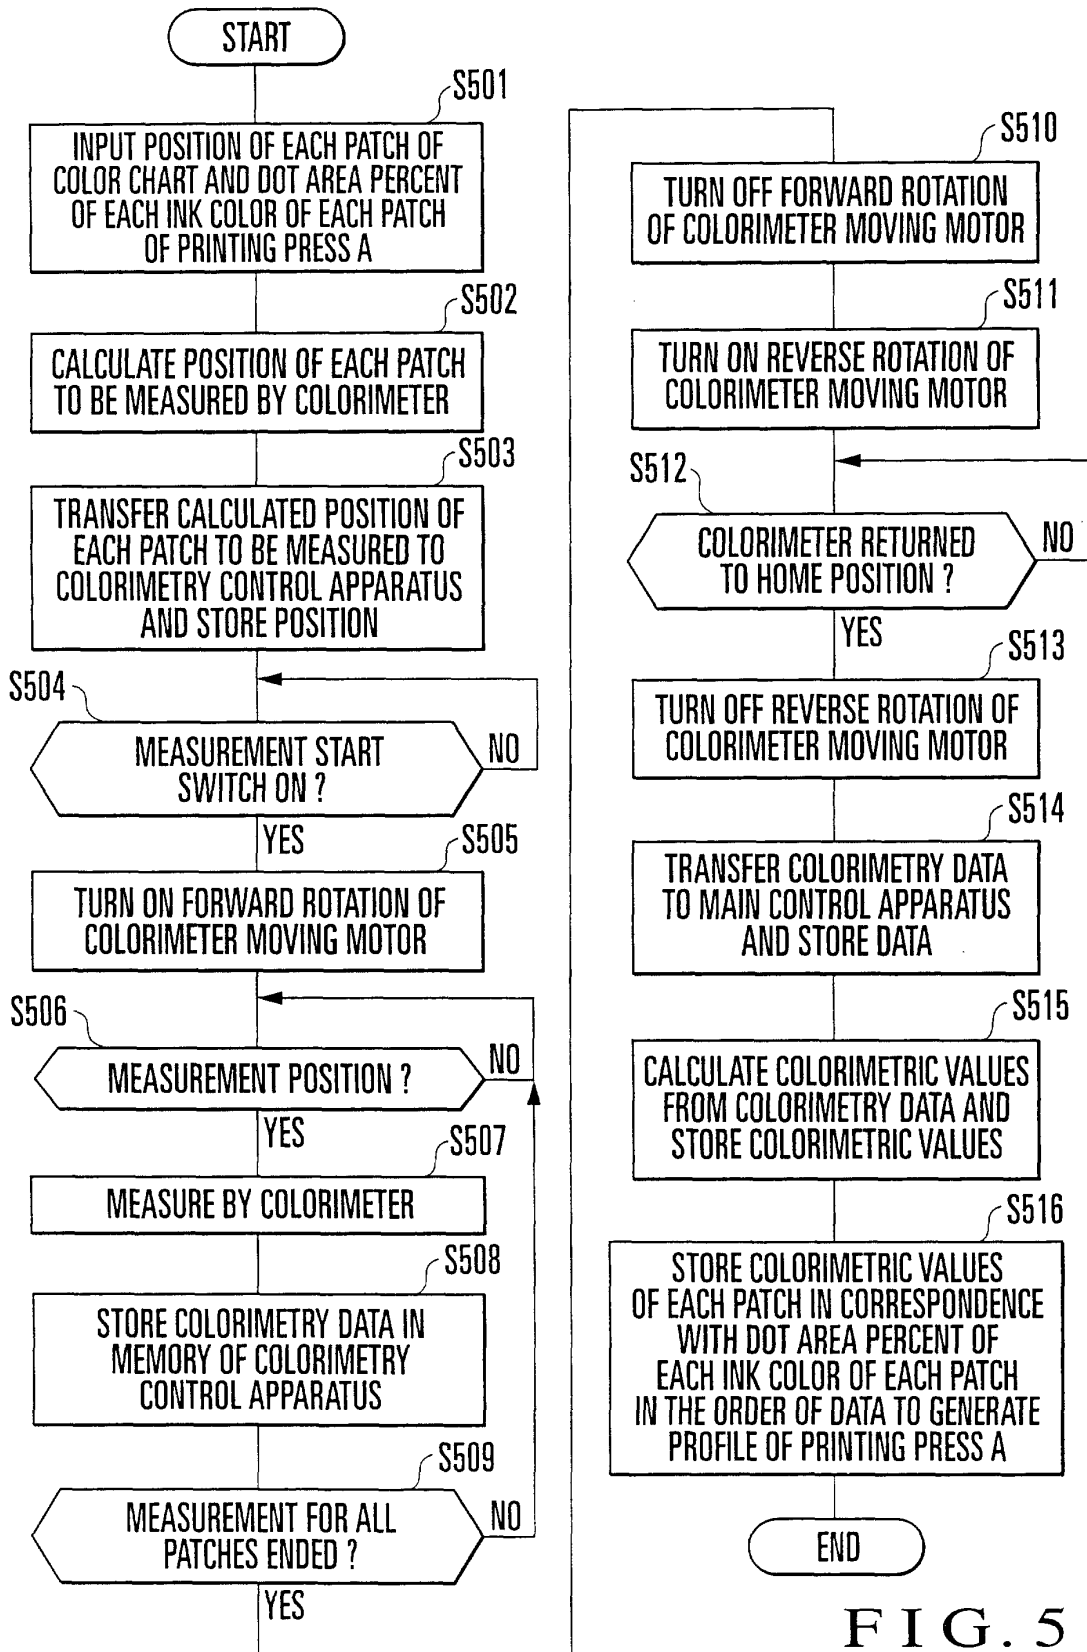 START
S501
INPUT POSITION OF EACH PATCH OF
COLOR CHART AND DOT AREA PERCENT
OF EACH INK COLOR OF EACH PATCH
OF PRINTING PRESS A
S502
CALCULATE POSITION OF EACH PATCH
TO BE MEASURED BY COLORIMETER
S503
TRANSFER CALCULATED POSITION OF
EACH PATCH TO BE MEASURED TO
COLORIMETRY CONTROL APPARATUS
AND STORE POSITION
S504
MEASUREMENT START
SWITCH ON ?
NO
YES
S505
TURN ON FORWARD ROTATION OF
COLORIMETER MOVING MOTOR
S506
MEASUREMENT POSITION ?
NO
YES
S507
MEASURE BY COLORIMETER
S508
STORE COLORIMETRY DATA IN
MEMORY OF COLORIMETRY
CONTROL APPARATUS
S509
MEASUREMENT FOR ALL
PATCHES ENDED ?
NO
YES
S510
TURN OFF FORWARD ROTATION
OF COLORIMETER MOVING MOTOR
S511
TURN ON REVERSE ROTATION OF
COLORIMETER MOVING MOTOR
S512
COLORIMETER RETURNED
TO HOME POSITION ?
NO
YES
S513
TURN OFF REVERSE ROTATION OF
COLORIMETER MOVING MOTOR
S514
TRANSFER COLORIMETRY DATA
TO MAIN CONTROL APPARATUS
AND STORE DATA
S515
CALCULATE COLORIMETRIC VALUES
FROM COLORIMETRY DATA AND
STORE COLORIMETRIC VALUES
S516
STORE COLORIMETRIC VALUES
OF EACH PATCH IN CORRESPONDENCE
WITH DOT AREA PERCENT OF
EACH INK COLOR OF EACH PATCH
IN THE ORDER OF DATA TO GENERATE
PROFILE OF PRINTING PRESS A
END
FIG. 5